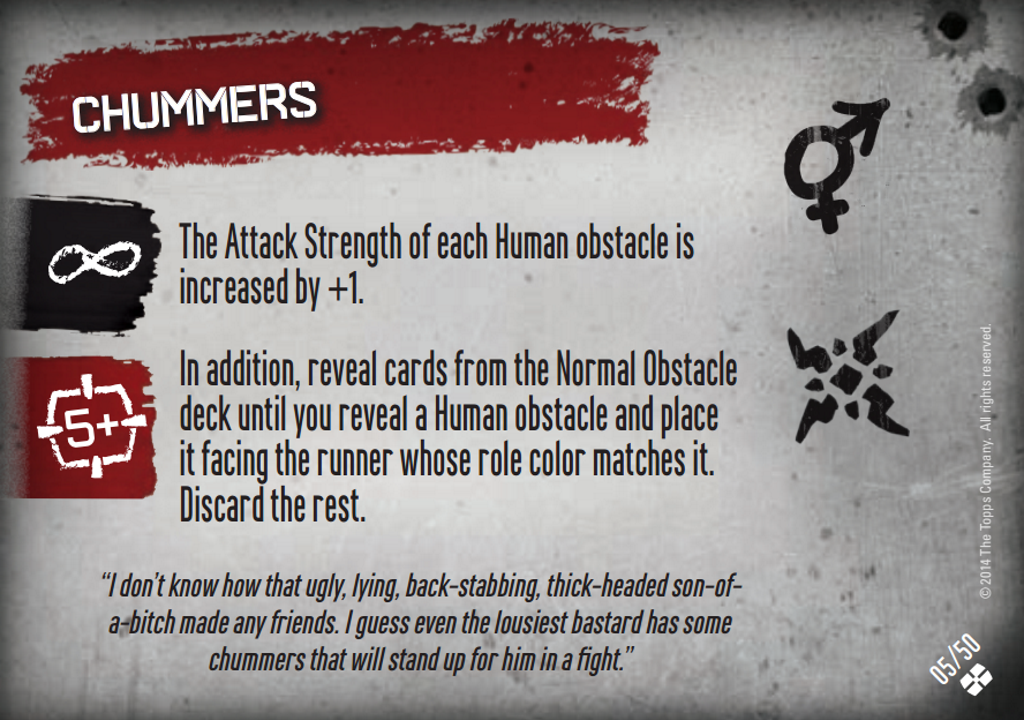 CHUMMERS
The Attack Strength of each Human obstacle is
increased by +1.
5+
In addition, reveal cards from the Normal Obstacle
deck until you reveal a Human obstacle and place
it facing the runner whose role color matches it.
Discard the rest.
“I don’t know how that ugly, lying, back-stabbing, thick-headed son-of-
a-bitch made any friends. I guess even the lousiest bastard has some
chummers that will stand up for him in a fight.”
© 2014 The Topps Company. All rights reserved.
05/50